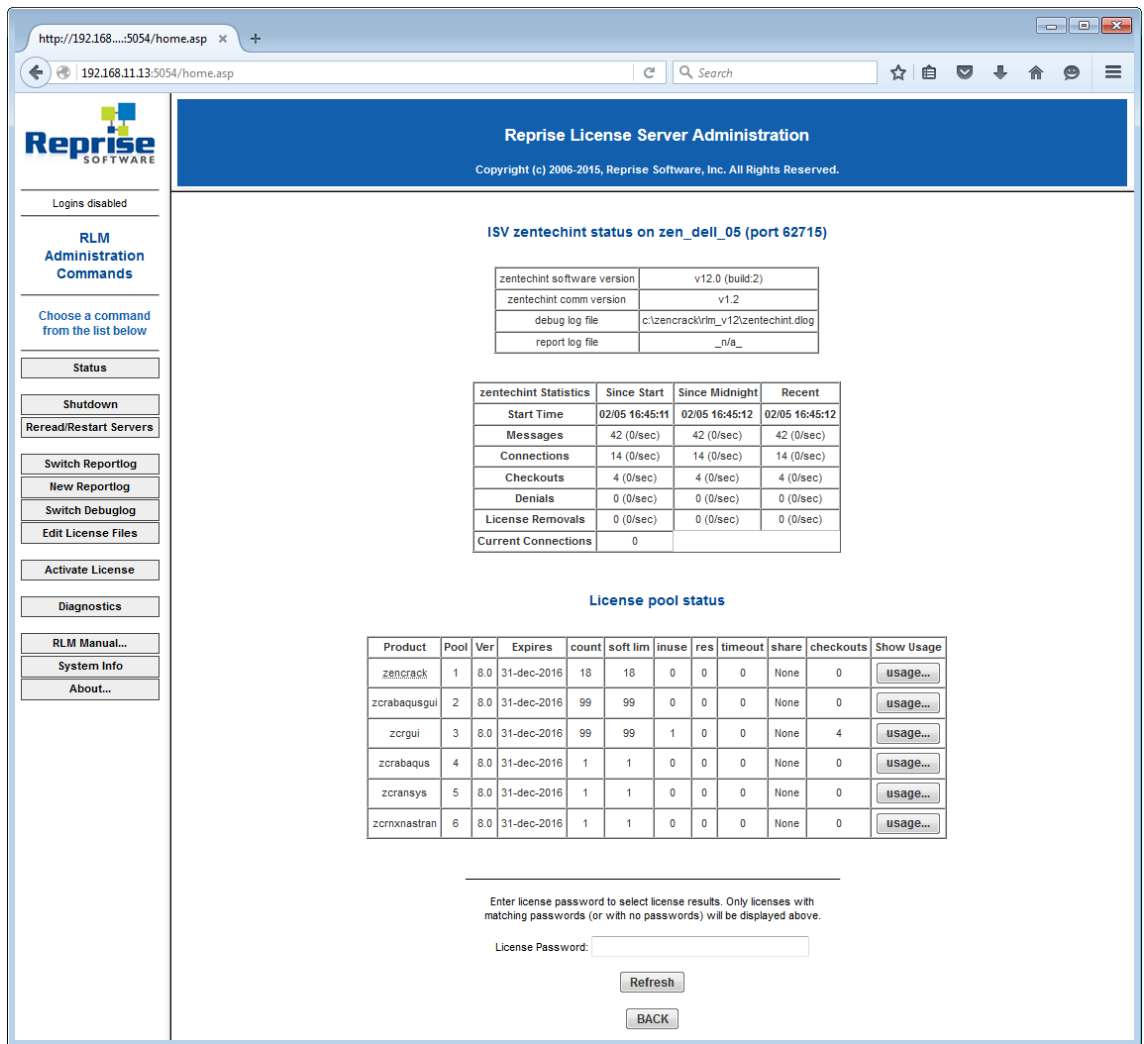 http://192.168....:5054/home.asp
192.168.11.13:5054/home.asp
Search
Reprise
SOFTWARE
Reprise License Server Administration
Copyright (c) 2006-2015, Reprise Software, Inc. All Rights Reserved.
Logins disabled
RLM
Administration
Commands
Choose a command
from the list below
Status
Shutdown
Reread/Restart Servers
Switch Reportlog
New Reportlog
Switch Debuglog
Edit License Files
Activate License
Diagnostics
RLM Manual...
System Info
About...
ISV zentechint status on zen_dell_05 (port 62715)
zentechint software version v12.0 (build:2)
zentechint comm version v1.2
debug log file c:\zencrack\rlm_v12\zentechint.dlog
report log file _n/a_
zentechint Statistics Since Start Since Midnight Recent
Start Time 02/05 16:45:11 02/05 16:45:12 02/05 16:45:12
Messages 42 (0/sec) 42 (0/sec) 42 (0/sec)
Connections 14 (0/sec) 14 (0/sec) 14 (0/sec)
Checkouts 4 (0/sec) 4 (0/sec) 4 (0/sec)
Denials 0 (0/sec) 0 (0/sec) 0 (0/sec)
License Removals 0 (0/sec) 0 (0/sec) 0 (0/sec)
Current Connections 0
License pool status
Product Pool Ver Expires count soft lim inuse res timeout share checkouts Show Usage
zencrack 1 8.0 31-dec-2016 18 18 0 0 0 None 0 usage...
zcrabaqusgui 2 8.0 31-dec-2016 99 99 0 0 0 None 0 usage...
zcrgui 3 8.0 31-dec-2016 99 99 1 0 0 None 4 usage...
zcrabaqus 4 8.0 31-dec-2016 1 1 0 0 0 None 0 usage...
zcransys 5 8.0 31-dec-2016 1 1 0 0 0 None 0 usage...
zcrnxnastran 6 8.0 31-dec-2016 1 1 0 0 0 None 0 usage...
Enter license password to select license results. Only licenses with
matching passwords (or with no passwords) will be displayed above.
License Password:
Refresh
BACK